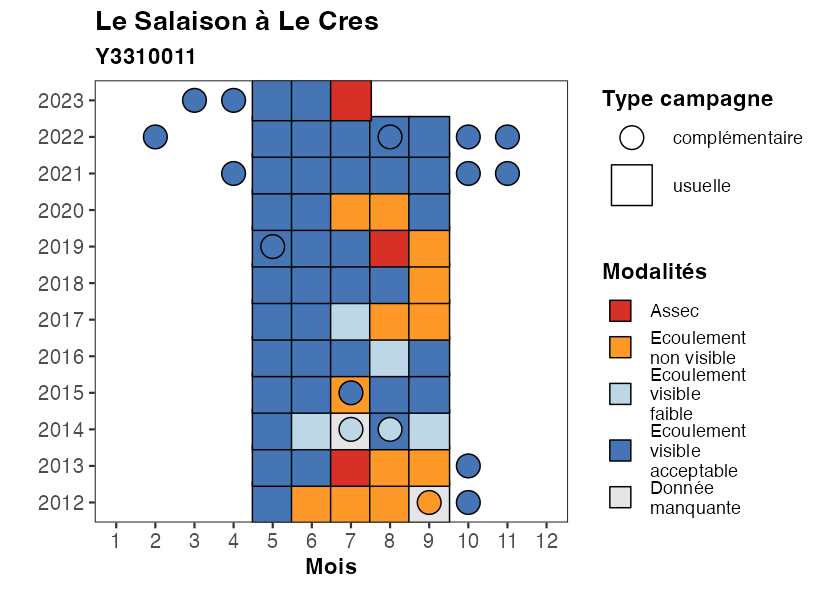 Le Salaison à Le Cres
Y3310011
2023
2022
2021
2020
2019
2018
2017
2016
2015
2014
2013
2012
1 2 3 4 5 6 7 8 9 10 11 12
Mois
Type campagne
complémentaire
usuelle
Modalités
Assec
Ecoulement
non visible
Ecoulement
visible
faible
Ecoulement
visible
acceptable
Donnée
manquante